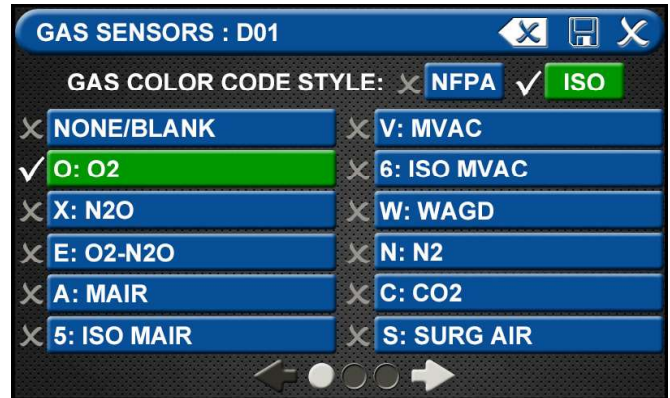 GAS SENSORS : D01
GAS COLOR CODE STYLE: NFPA ISO
NONE/BLANK
V: MVAC
O: O2
6: ISO MVAC
X: N2O
W: WAGD
E: O2-N2O
N: N2
A: MAIR
C: CO2
5: ISO MAIR
S: SURG AIR